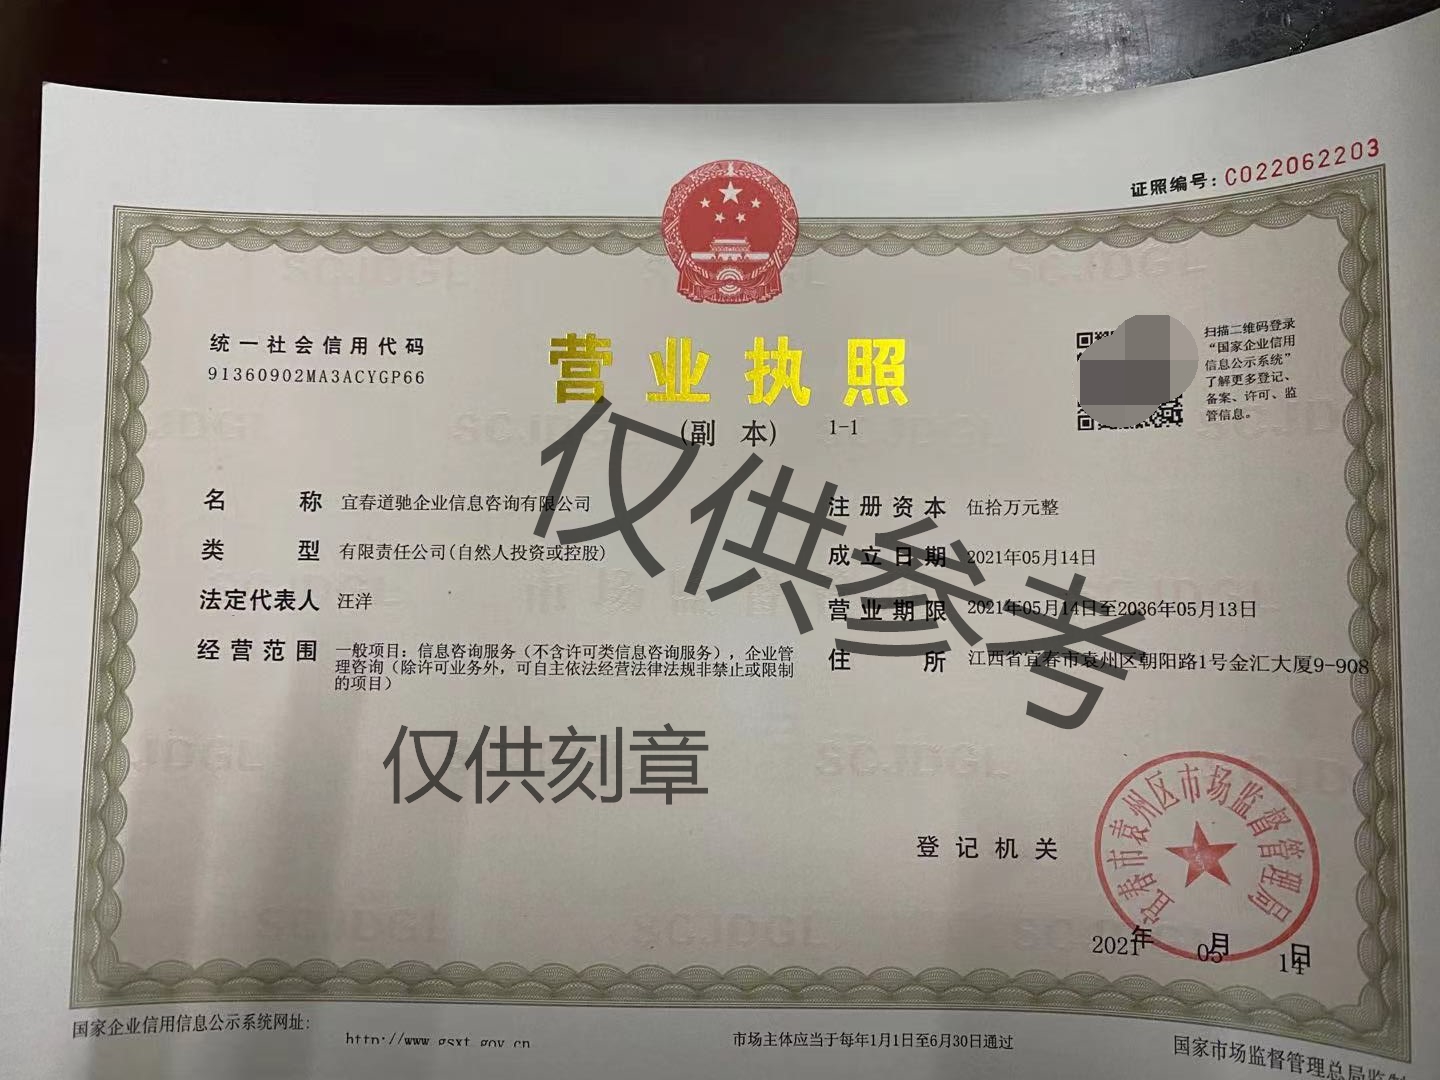 证照编号：C022062203
统一社会信用代码
91360902MA3ACYGP66
营业执照
(副 本) 1-1
扫描二维码登录
“国家企业信用
信息公示系统”
了解更多登记、
备案、许可、监
管信息。
名 称 宜春道驰企业信息咨询有限公司
类 型 有限责任公司(自然人投资或控股)
法定代表人 汪洋
经营范围 一般项目：信息咨询服务（不含许可类信息咨询服务），企业管
理咨询（除许可业务外，可自主依法经营法律法规非禁止或限制
的项目）
注册资本 伍拾万元整
成立日期 2021年05月14日
营业期限 2021年05月14日至2036年05月13日
住 所 江西省宜春市袁州区朝阳路1号金汇大厦9-908
仅供参考
仅供刻章
登记机关
宜春市袁州区市场监督管理局
2021年 05月 14日
国家企业信用信息公示系统网址:
http://www.gsxt.gov.cn
市场主体应当于每年1月1日至6月30日通过
国家市场监督管理总局监制
SCJDGL